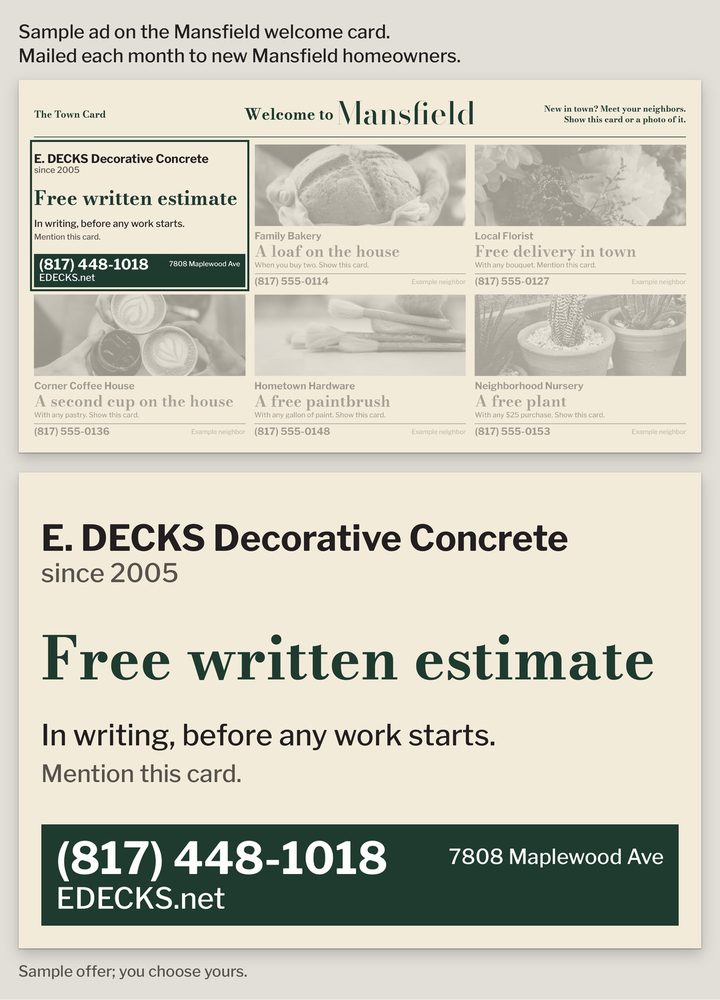 Sample ad on the Mansfield welcome card.
Mailed each month to new Mansfield homeowners.
The Town Card
Welcome to Mansfield
New in town? Meet your neighbors.
Show this card or a photo of it.
E. DECKS Decorative Concrete
since 2005
Free written estimate
In writing, before any work starts.
Mention this card.
(817) 448-1018
7808 Maplewood Ave
EDECKS.net
Family Bakery
A loaf on the house
When you buy two. Show this card.
(817) 555-0114
Example neighbor
Local Florist
Free delivery in town
With any bouquet. Mention this card.
(817) 555-0127
Example neighbor
Corner Coffee House
A second cup on the house
With any pastry. Show this card.
(817) 555-0136
Example neighbor
Hometown Hardware
A free paintbrush
With any gallon of paint. Show this card.
(817) 555-0148
Example neighbor
Neighborhood Nursery
A free plant
With any $25 purchase. Show this card.
(817) 555-0153
Example neighbor
E. DECKS Decorative Concrete
since 2005
Free written estimate
In writing, before any work starts.
Mention this card.
(817) 448-1018
7808 Maplewood Ave
EDECKS.net
Sample offer; you choose yours.